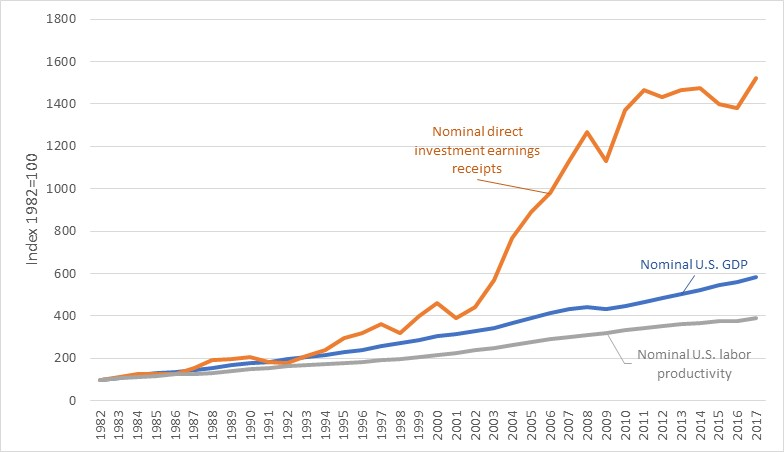 1800
1600
1400
1200
1000
800
600
400
200
0
Index 1982=100
Nominal direct
investment earnings
receipts
Nominal U.S. GDP
Nominal U.S. labor
productivity
1982 1983 1984 1985 1986 1987 1988 1989 1990 1991 1992 1993 1994 1995 1996 1997 1998 1999 2000 2001 2002 2003 2004 2005 2006 2007 2008 2009 2010 2011 2012 2013 2014 2015 2016 2017